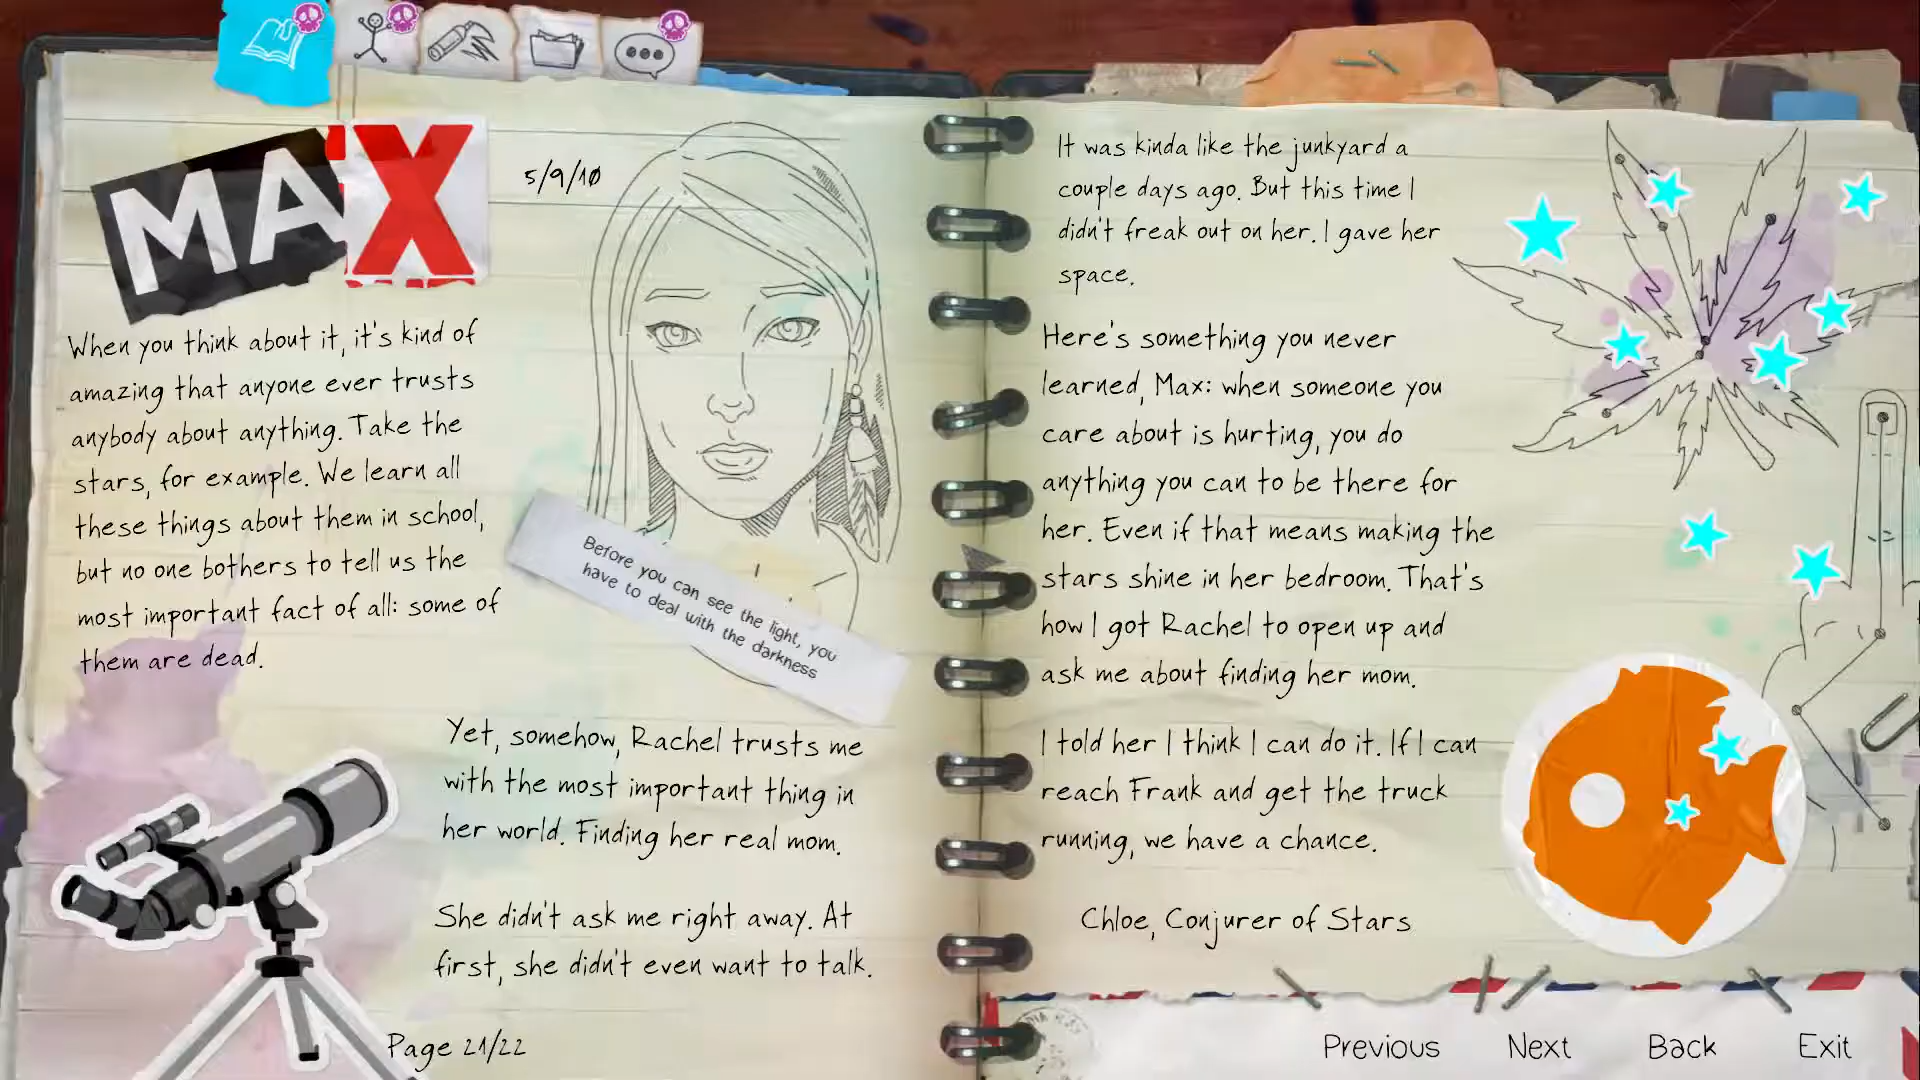 MAX
5/9/10
When you think about it, it's kind of
amazing that anyone ever trusts
anybody about anything. Take the
stars, for example. We learn all
these things about them in school,
but no one bothers to tell us the
most important fact of all: some of
them are dead.
Before you can see the light, you
have to deal with the darkness
Yet, somehow, Rachel trusts me
with the most important thing in
her world. Finding her real mom.
She didn't ask me right away. At
first, she didn't even want to talk.
Page 21/22
It was kinda like the junkyard a
couple days ago. But this time I
didn't freak out on her. I gave her
space.
Here's something you never
learned, Max: when someone you
care about is hurting, you do
anything you can to be there for
her. Even if that means making the
stars shine in her bedroom. That's
how I got Rachel to open up and
ask me about finding her mom.
I told her I think I can do it. If I can
reach Frank and get the truck
running, we have a chance.
Chloe, Conjurer of Stars
Previous Next Back Exit